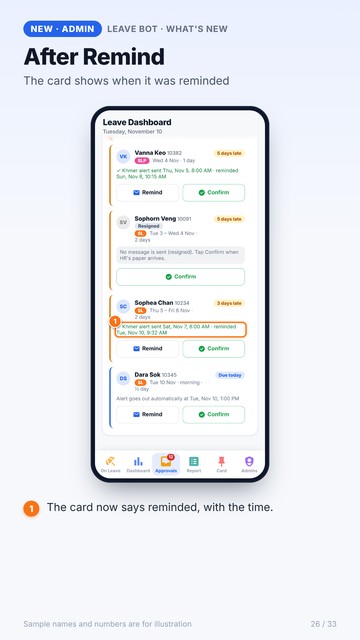 NEW · ADMIN LEAVE BOT · WHAT'S NEW
After Remind
The card shows when it was reminded
Leave Dashboard
Tuesday, November 10
VK
Vanna Keo 10382
5 days late
SLP Wed 4 Nov · 1 day
✓ Khmer alert sent Thu, Nov 5, 8:00 AM · reminded
Sun, Nov 8, 10:15 AM
Remind
Confirm
SV
Sophorn Veng 10091
5 days late
Resigned
SL Tue 3 – Wed 4 Nov ·
2 days
No message is sent (resigned). Tap Confirm when
HR's paper arrives.
Confirm
SC
Sophea Chan 10234
3 days late
SL Thu 5 – Fri 6 Nov ·
2 days
1
Khmer alert sent Sat, Nov 7, 8:00 AM · reminded
Tue, Nov 10, 9:32 AM
Remind
Confirm
DS
Dara Sok 10345
Due today
SL Tue 10 Nov · morning ·
½ day
Alert goes out automatically at Tue, Nov 10, 1:00 PM
Remind
Confirm
12
On Leave Dashboard Approvals Report Card Admins
1 The card now says reminded, with the time.
Sample names and numbers are for illustration
26 / 33